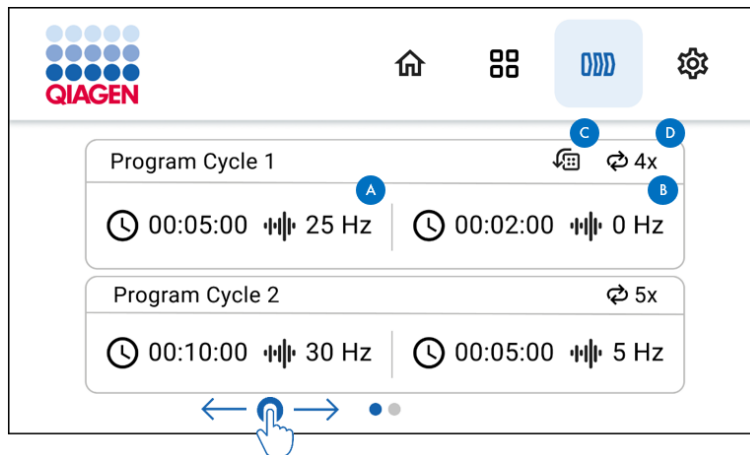 QIAGEN
C D
Program Cycle 1 4x
A B
00:05:00 25 Hz 00:02:00 0 Hz
Program Cycle 2 5x
00:10:00 30 Hz 00:05:00 5 Hz